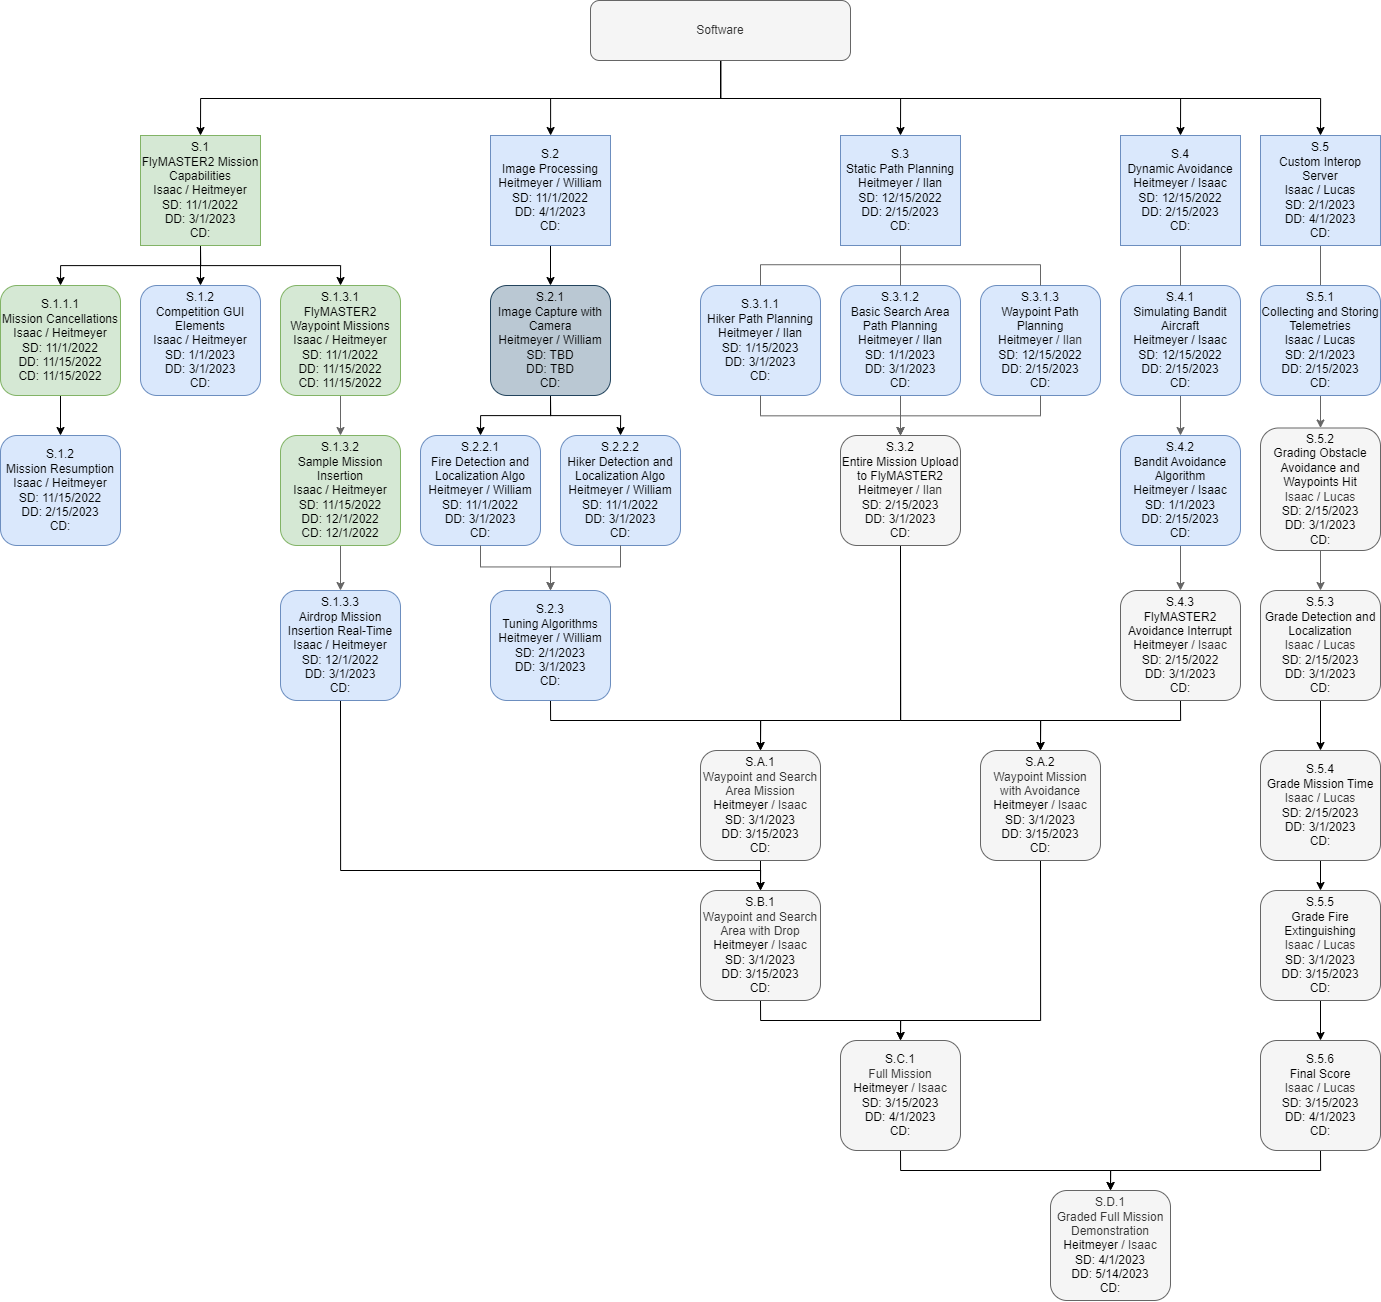 Software
S.1
FlyMASTER2 Mission
Capabilities
Isaac / Heitmeyer
SD: 11/1/2022
DD: 3/1/2023
CD:
S.2
Image Processing
Heitmeyer / William
SD: 11/1/2022
DD: 4/1/2023
CD:
S.3
Static Path Planning
Heitmeyer / Ilan
SD: 12/15/2022
DD: 2/15/2023
CD:
S.4
Dynamic Avoidance
Heitmeyer / Isaac
SD: 12/15/2022
DD: 2/15/2023
CD:
S.5
Custom Interop
Server
Isaac / Lucas
SD: 2/1/2023
DD: 4/1/2023
CD:
S.1.1.1
Mission Cancellations
Isaac / Heitmeyer
SD: 11/1/2022
DD: 11/15/2022
CD: 11/15/2022
S.1.2
Competition GUI
Elements
Isaac / Heitmeyer
SD: 1/1/2023
DD: 3/1/2023
CD:
S.1.3.1
FlyMASTER2
Waypoint Missions
Isaac / Heitmeyer
SD: 11/1/2022
DD: 11/15/2022
CD: 11/15/2022
S.2.1
Image Capture with
Camera
Heitmeyer / William
SD: TBD
DD: TBD
CD:
S.3.1.1
Hiker Path Planning
Heitmeyer / Ilan
SD: 1/15/2023
DD: 3/1/2023
CD:
S.3.1.2
Basic Search Area
Path Planning
Heitmeyer / Ilan
SD: 1/1/2023
DD: 3/1/2023
CD:
S.3.1.3
Waypoint Path
Planning
Heitmeyer / Ilan
SD: 12/15/2022
DD: 2/15/2023
CD:
S.4.1
Simulating Bandit
Aircraft
Heitmeyer / Isaac
SD: 12/15/2022
DD: 2/15/2023
CD:
S.5.1
Collecting and Storing
Telemetries
Isaac / Lucas
SD: 2/1/2023
DD: 2/15/2023
CD:
S.1.2
Mission Resumption
Isaac / Heitmeyer
SD: 11/15/2022
DD: 2/15/2023
CD:
S.1.3.2
Sample Mission
Insertion
Isaac / Heitmeyer
SD: 11/15/2022
DD: 12/1/2022
CD: 12/1/2022
S.2.2.1
Fire Detection and
Localization Algo
Heitmeyer / William
SD: 11/1/2022
DD: 3/1/2023
CD:
S.2.2.2
Hiker Detection and
Localization Algo
Heitmeyer / William
SD: 11/1/2022
DD: 3/1/2023
CD:
S.3.2
Entire Mission Upload
to FlyMASTER2
Heitmeyer / Ilan
SD: 2/15/2023
DD: 3/1/2023
CD:
S.4.2
Bandit Avoidance
Algorithm
Heitmeyer / Isaac
SD: 1/1/2023
DD: 2/15/2023
CD:
S.5.2
Grading Obstacle
Avoidance and
Waypoints Hit
Isaac / Lucas
SD: 2/15/2023
DD: 3/1/2023
CD:
S.1.3.3
Airdrop Mission
Insertion Real-Time
Isaac / Heitmeyer
SD: 12/1/2022
DD: 3/1/2023
CD:
S.2.3
Tuning Algorithms
Heitmeyer / William
SD: 2/1/2023
DD: 3/1/2023
CD:
S.4.3
FlyMASTER2
Avoidance Interrupt
Heitmeyer / Isaac
SD: 2/15/2022
DD: 3/1/2023
CD:
S.5.3
Grade Detection and
Localization
Isaac / Lucas
SD: 2/15/2023
DD: 3/1/2023
CD:
S.A.1
Waypoint and Search
Area Mission
Heitmeyer / Isaac
SD: 3/1/2023
DD: 3/15/2023
CD:
S.A.2
Waypoint Mission
with Avoidance
Heitmeyer / Isaac
SD: 3/1/2023
DD: 3/15/2023
CD:
S.5.4
Grade Mission Time
Isaac / Lucas
SD: 2/15/2023
DD: 3/1/2023
CD:
S.B.1
Waypoint and Search
Area with Drop
Heitmeyer / Isaac
SD: 3/1/2023
DD: 3/15/2023
CD:
S.5.5
Grade Fire
Extinguishing
Isaac / Lucas
SD: 3/1/2023
DD: 3/15/2023
CD:
S.C.1
Full Mission
Heitmeyer / Isaac
SD: 3/15/2023
DD: 4/1/2023
CD:
S.5.6
Final Score
Isaac / Lucas
SD: 3/15/2023
DD: 4/1/2023
CD:
S.D.1
Graded Full Mission
Demonstration
Heitmeyer / Isaac
SD: 4/1/2023
DD: 5/14/2023
CD: